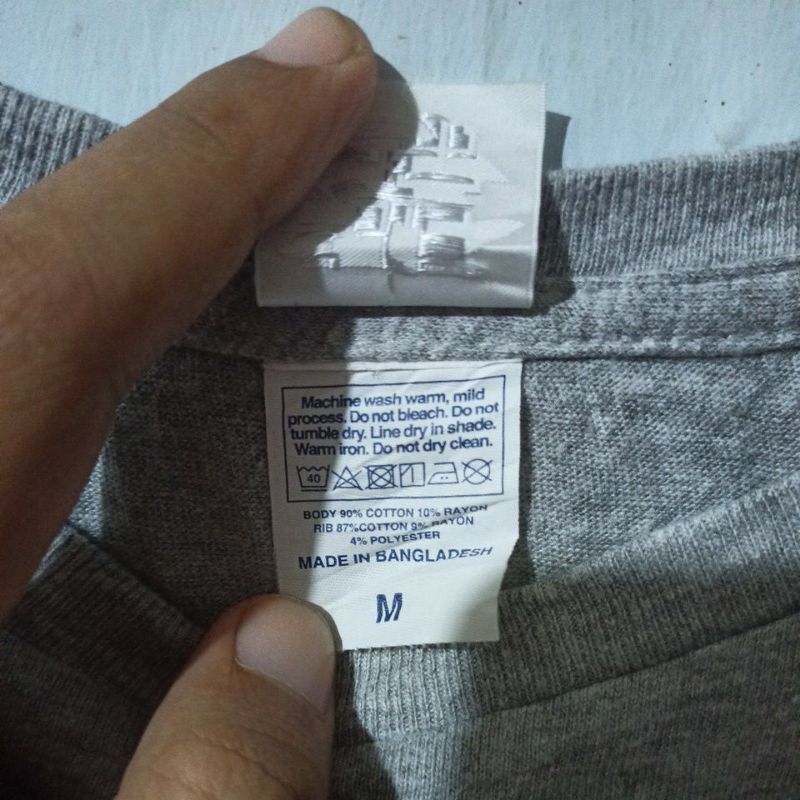 Machine wash warm, mild
process. Do not bleach. Do not
tumble dry. Line dry in shade.
Warm iron. Do not dry clean.
40
BODY 90% COTTON 10% RAYON
RIB 87%COTTON 9% RAYON
4% POLYESTER
MADE IN BANGLADESH
M